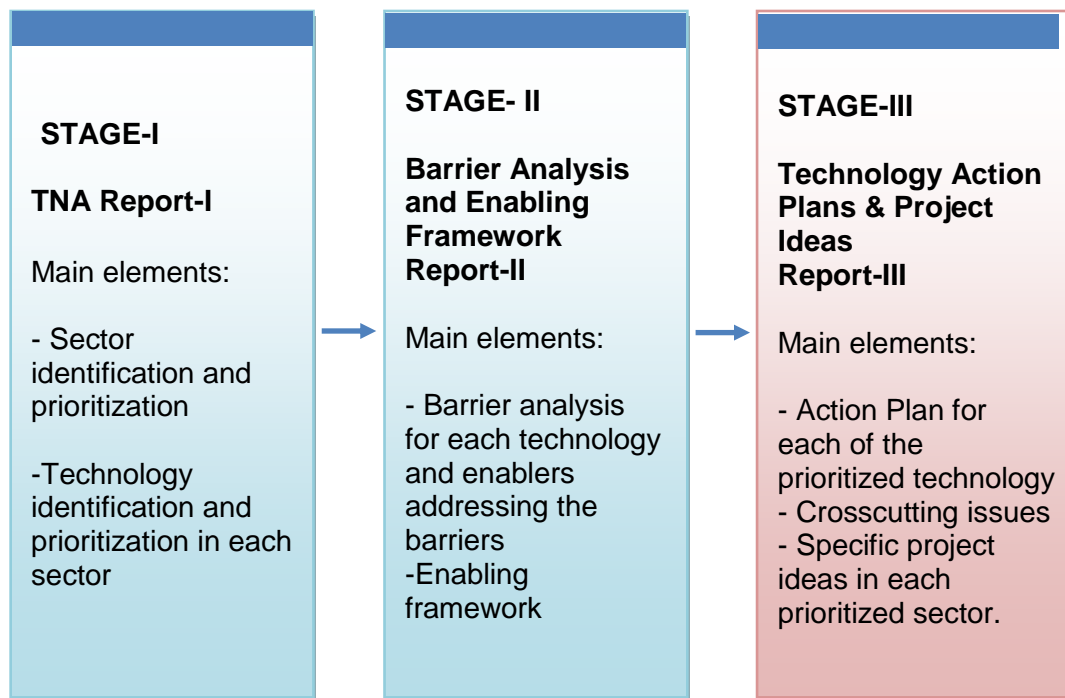 STAGE-I
TNA Report-I
Main elements:
- Sector
identification and
prioritization
-Technology
identification and
prioritization in each
sector
STAGE- II
Barrier Analysis
and Enabling
Framework
Report-II
Main elements:
- Barrier analysis
for each technology
and enablers
addressing the
barriers
-Enabling
framework
STAGE-III
Technology Action
Plans & Project
Ideas
Report-III
Main elements:
- Action Plan for
each of the
prioritized technology
- Crosscutting issues
- Specific project
ideas in each
prioritized sector.